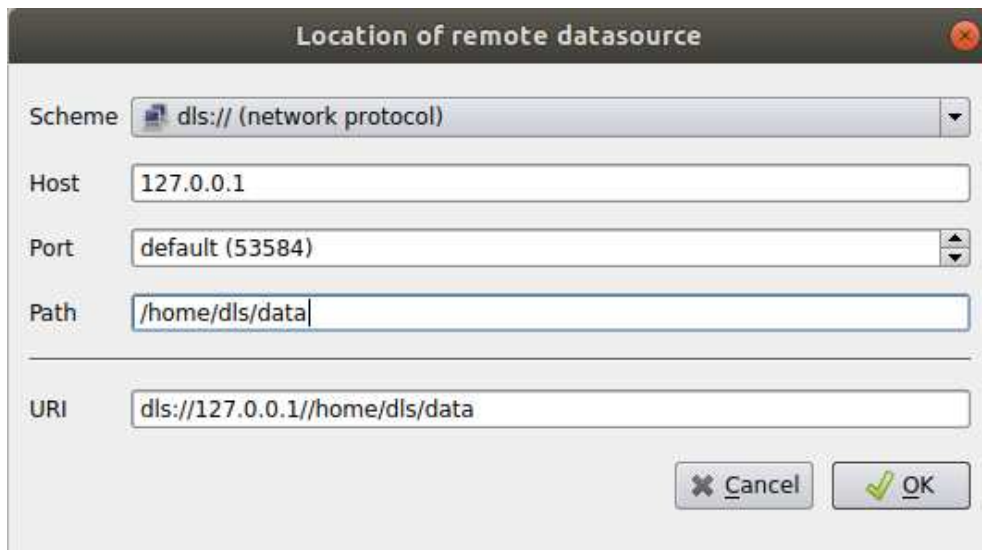 Location of remote datasource
Scheme dls:// (network protocol)
Host 127.0.0.1
Port default (53584)
Path /home/dls/data
URI dls://127.0.0.1//home/dls/data
Cancel OK